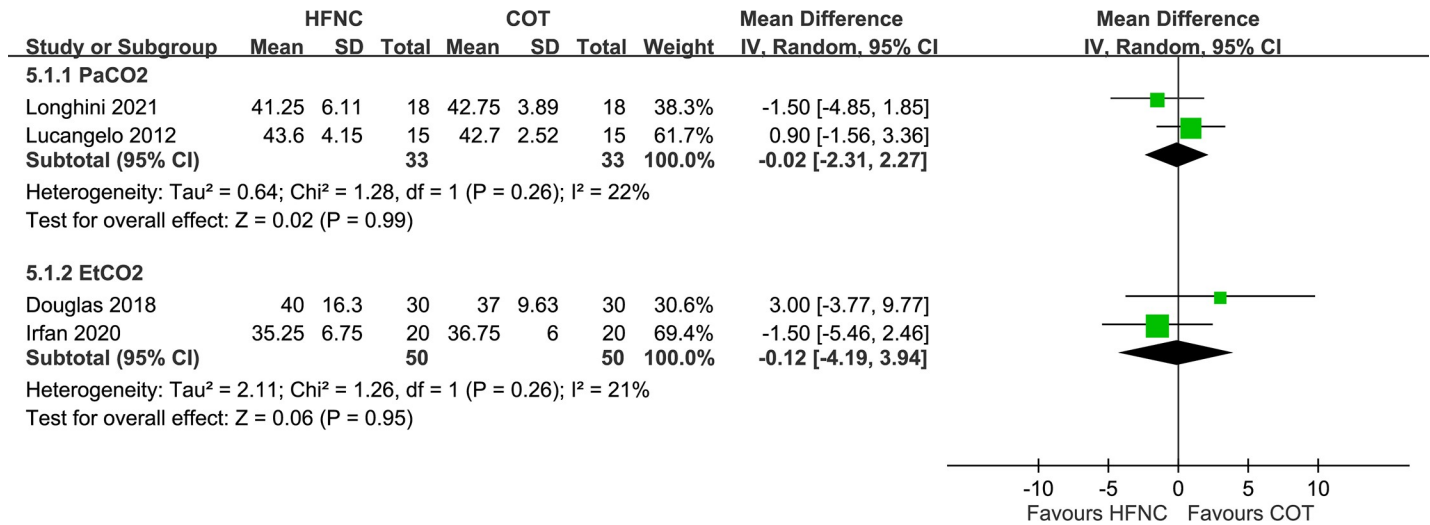 HFNC COT Mean Difference Mean Difference
Study or Subgroup Mean SD Total Mean SD Total Weight IV, Random, 95% CI IV, Random, 95% CI
5.1.1 PaCO2
Longhini 2021 41.25 6.11 18 42.75 3.89 18 38.3% -1.50 [-4.85, 1.85]
Lucangelo 2012 43.6 4.15 15 42.7 2.52 15 61.7% 0.90 [-1.56, 3.36]
Subtotal (95% CI) 33 33 100.0% -0.02 [-2.31, 2.27]
Heterogeneity: Tau² = 0.64; Chi² = 1.28, df = 1 (P = 0.26); I² = 22%
Test for overall effect: Z = 0.02 (P = 0.99)
5.1.2 EtCO2
Douglas 2018 40 16.3 30 37 9.63 30 30.6% 3.00 [-3.77, 9.77]
Irfan 2020 35.25 6.75 20 36.75 6 20 69.4% -1.50 [-5.46, 2.46]
Subtotal (95% CI) 50 50 100.0% -0.12 [-4.19, 3.94]
Heterogeneity: Tau² = 2.11; Chi² = 1.26, df = 1 (P = 0.26); I² = 21%
Test for overall effect: Z = 0.06 (P = 0.95)
-10 -5 0 5 10
Favours HFNC Favours COT